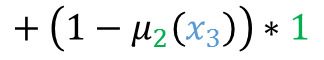 + (1 − μ₂(x₃)) ∗ 1